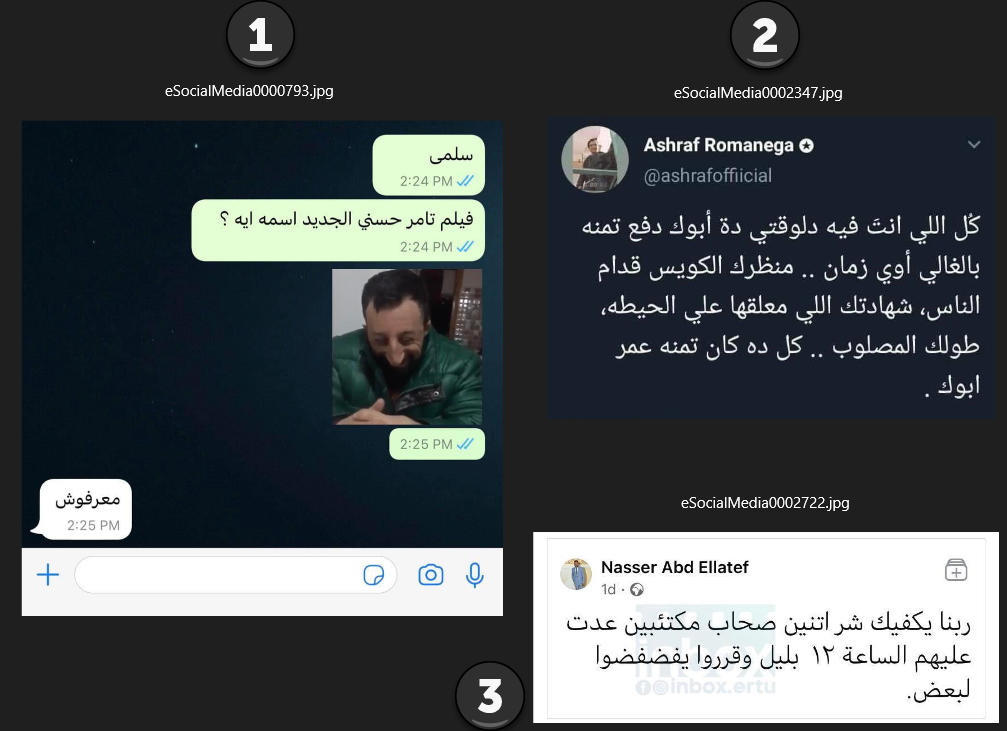 1
eSocialMedia0000793.jpg
سلمى
2:24 PM
فيلم تامر حسني الجديد اسمه ايه ؟
2:24 PM
2:25 PM
معرفوش
2:25 PM
2
eSocialMedia0002347.jpg
Ashraf Romanega
@ashrafoffiicial
كُل اللي انتَ فيه دلوقتي دة أبوك دفع تمنه
بالغالي أوي زمان .. منظرك الكويس قدام
الناس، شهادتك اللي معلقها علي الحيطه،
طولك المصلوب .. كل ده كان تمنه عمر
ابوك .
3
eSocialMedia0002722.jpg
Nasser Abd Ellatef
1d ·
ربنا يكفيك شر اتنين صحاب مكتئبين عدت
عليهم الساعة ١٢ بليل وقرروا يفضفضوا
لبعض.
inbox
inbox.ertu